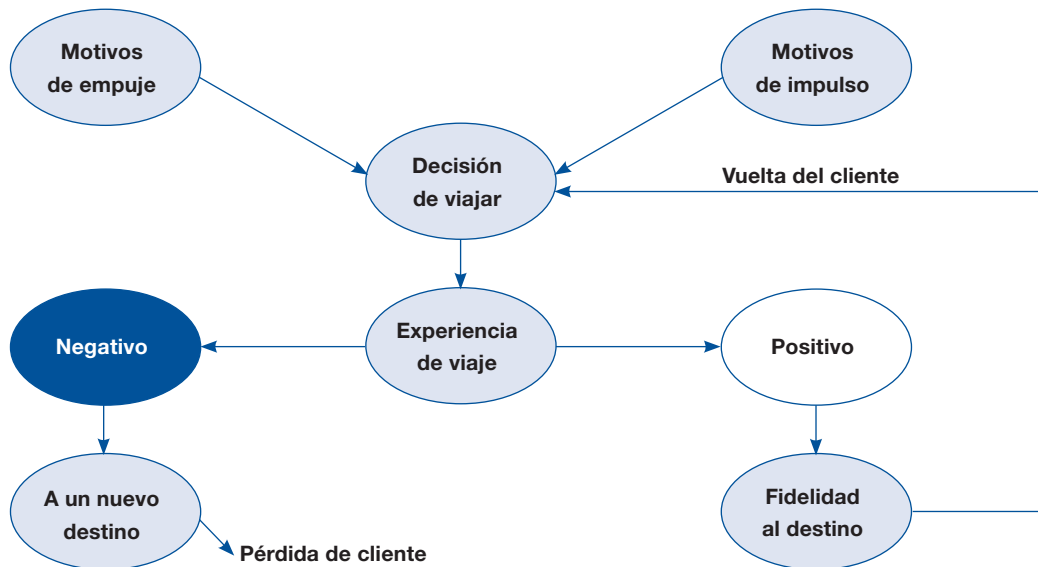 Motivos
de empuje
Motivos
de impulso
Decisión
de viajar
Vuelta del cliente
Negativo
Experiencia
de viaje
Positivo
A un nuevo
destino
Pérdida de cliente
Fidelidad
al destino